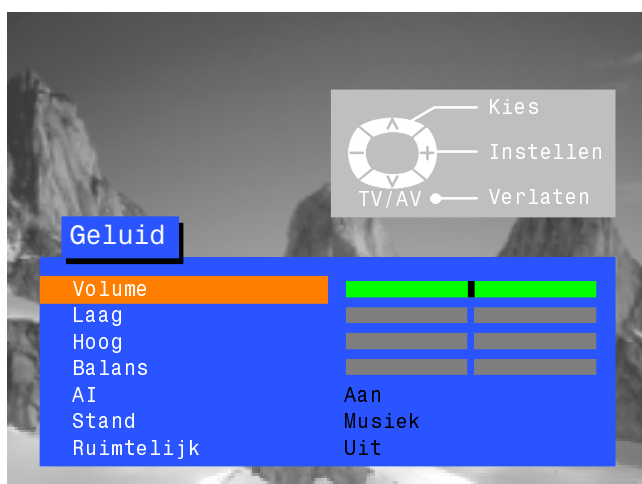 Kies
Instellen
TV/AV Verlaten
Geluid
Volume
Laag
Hoog
Balans
AI Aan
Stand Musiek
Ruimtelijk Uit